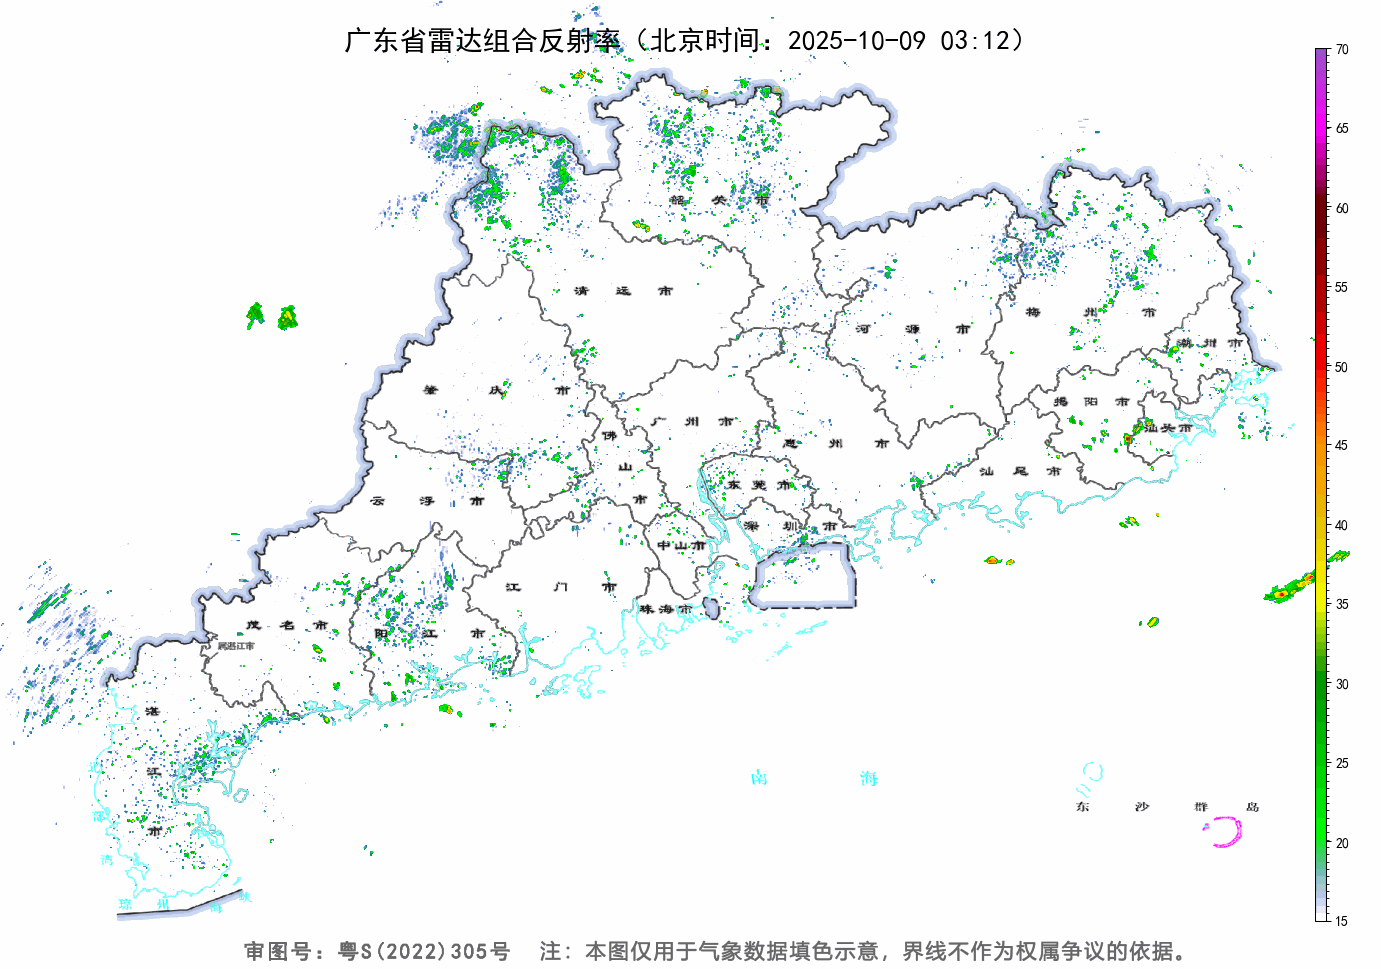 广东省雷达组合反射率（北京时间：2025-10-09 03:12）
70
65
60
55
50
45
40
35
30
25
20
15
韶关市
清远市
河源市
梅州市
潮州市
肇庆市
广州市
佛山市
惠州市
揭阳市
汕头市
汕尾市
云浮市
东莞市
深圳市
中山市
江门市
珠海市
茂名市
阳江市
属湛江市
湛江市
北部湾
琼州海峡
南海
东沙群岛
审图号：粤S(2022)305号 注：本图仅用于气象数据填色示意，界线不作为权属争议的依据。